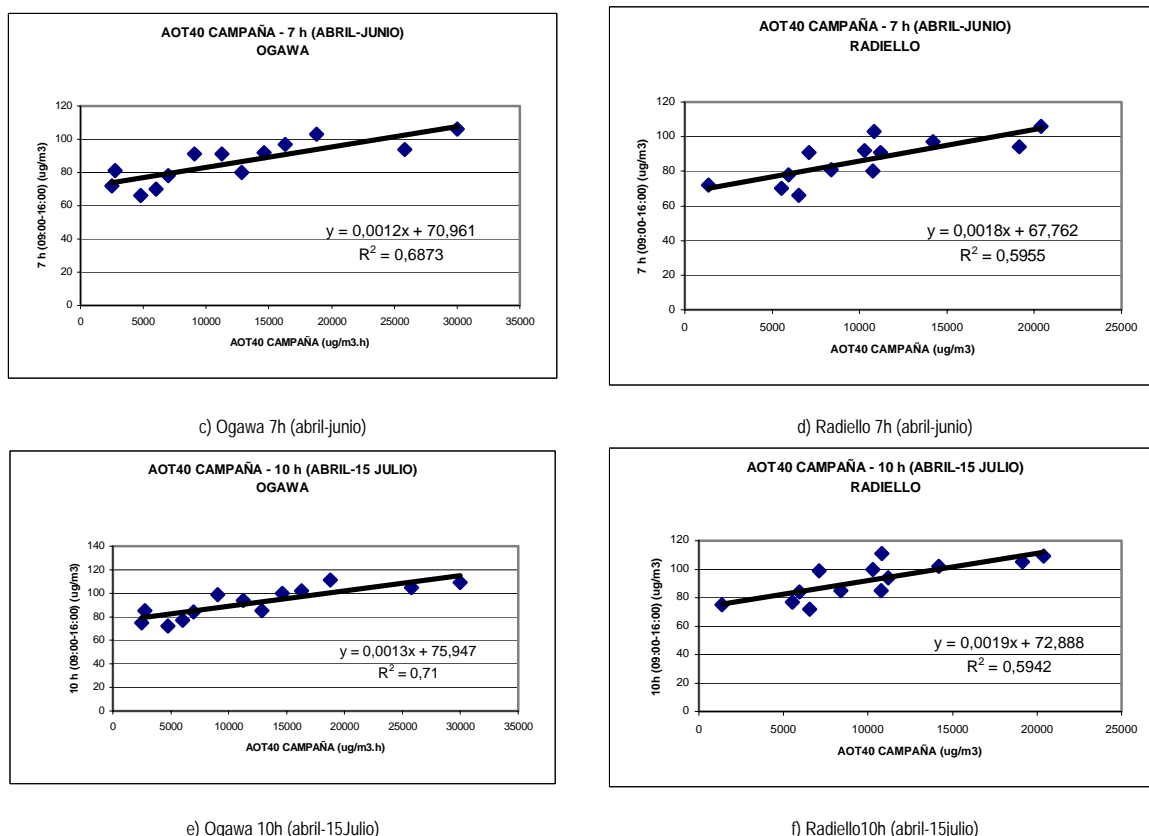 AOT40 CAMPAÑA - 7 h (ABRIL-JUNIO)
OGAWA
7 h (09:00-16:00) (ug/m3)
120
100
80
60
40
20
0
y = 0,0012x + 70,961
R² = 0,6873
0 5000 10000 15000 20000 25000 30000 35000
AOT40 CAMPAÑA (ug/m3.h)
c) Ogawa 7h (abril-junio)
AOT40 CAMPAÑA - 7 h (ABRIL-JUNIO)
RADIELLO
7 h (09:00-16:00) (ug/m3)
120
100
80
60
40
20
0
y = 0,0018x + 67,762
R² = 0,5955
0 5000 10000 15000 20000 25000
AOT40 CAMPAÑA (ug/m3)
d) Radiello 7h (abril-junio)
AOT40 CAMPAÑA - 10 h (ABRIL-15 JULIO)
OGAWA
10 h (09:00-16:00) (ug/m3)
140
120
100
80
60
40
20
0
y = 0,0013x + 75,947
R² = 0,71
0 5000 10000 15000 20000 25000 30000 35000
AOT40 CAMPAÑA (ug/m3.h)
e) Ogawa 10h (abril-15Julio)
AOT40 CAMPAÑA - 10 h (ABRIL-15 JULIO)
RADIELLO
10h (09:00-16:00) (ug/m3)
120
100
80
60
40
20
0
y = 0,0019x + 72,888
R² = 0,5942
0 5000 10000 15000 20000 25000
AOT40 CAMPAÑA (ug/m3)
f) Radiello10h (abril-15julio)